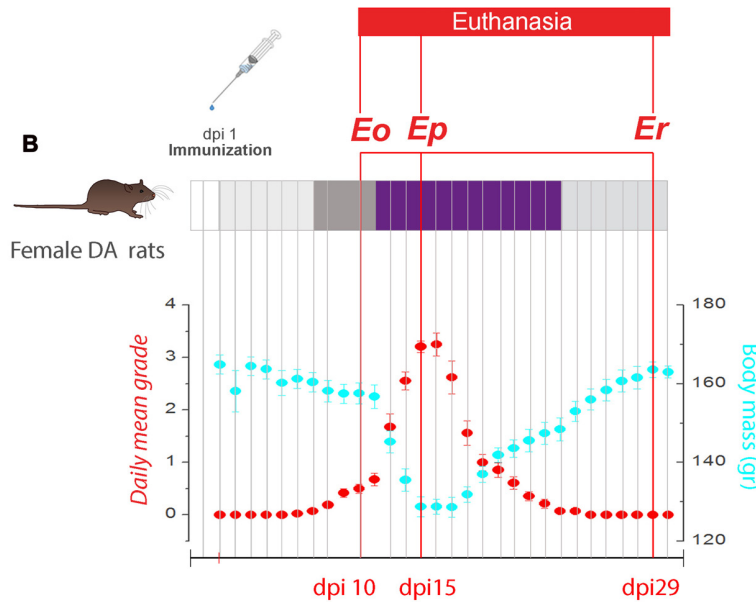 Euthanasia
dpi 1
Immunization
Eo
Ep
Er
B
Female DA rats
4
3
2
1
0
Daily mean grade
180
160
140
120
Body mass (gr)
dpi 10
dpi15
dpi29